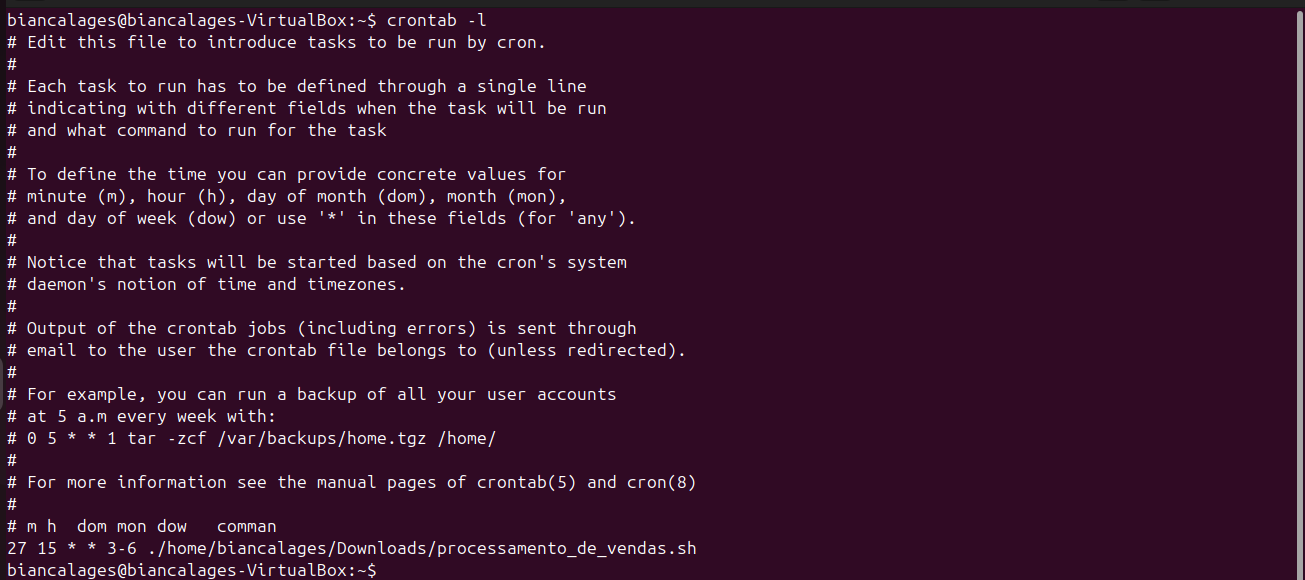 biancalages@biancalages-VirtualBox:~$ crontab -l
# Edit this file to introduce tasks to be run by cron.
#
# Each task to run has to be defined through a single line
# indicating with different fields when the task will be run
# and what command to run for the task
#
# To define the time you can provide concrete values for
# minute (m), hour (h), day of month (dom), month (mon),
# and day of week (dow) or use '*' in these fields (for 'any').
#
# Notice that tasks will be started based on the cron's system
# daemon's notion of time and timezones.
#
# Output of the crontab jobs (including errors) is sent through
# email to the user the crontab file belongs to (unless redirected).
#
# For example, you can run a backup of all your user accounts
# at 5 a.m every week with:
# 0 5 * * 1 tar -zcf /var/backups/home.tgz /home/
#
# For more information see the manual pages of crontab(5) and cron(8)
#
# m h  dom mon dow   comman
27 15 * * 3-6 ./home/biancalages/Downloads/processamento_de_vendas.sh
biancalages@biancalages-VirtualBox:~$